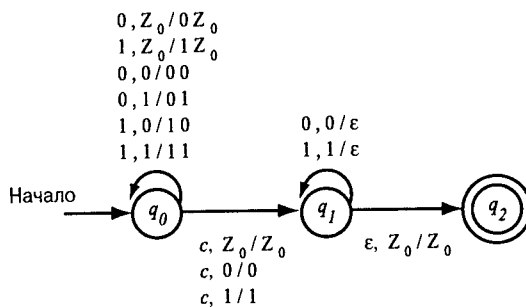 0, Z₀/0Z₀
1, Z₀/1Z₀
0, 0/00
0, 1/01
1, 0/10
1, 1/11
0, 0/ε
1, 1/ε
Начало
q₀
q₁
q₂
c, Z₀/Z₀
ε, Z₀/Z₀
c, 0/0
c, 1/1